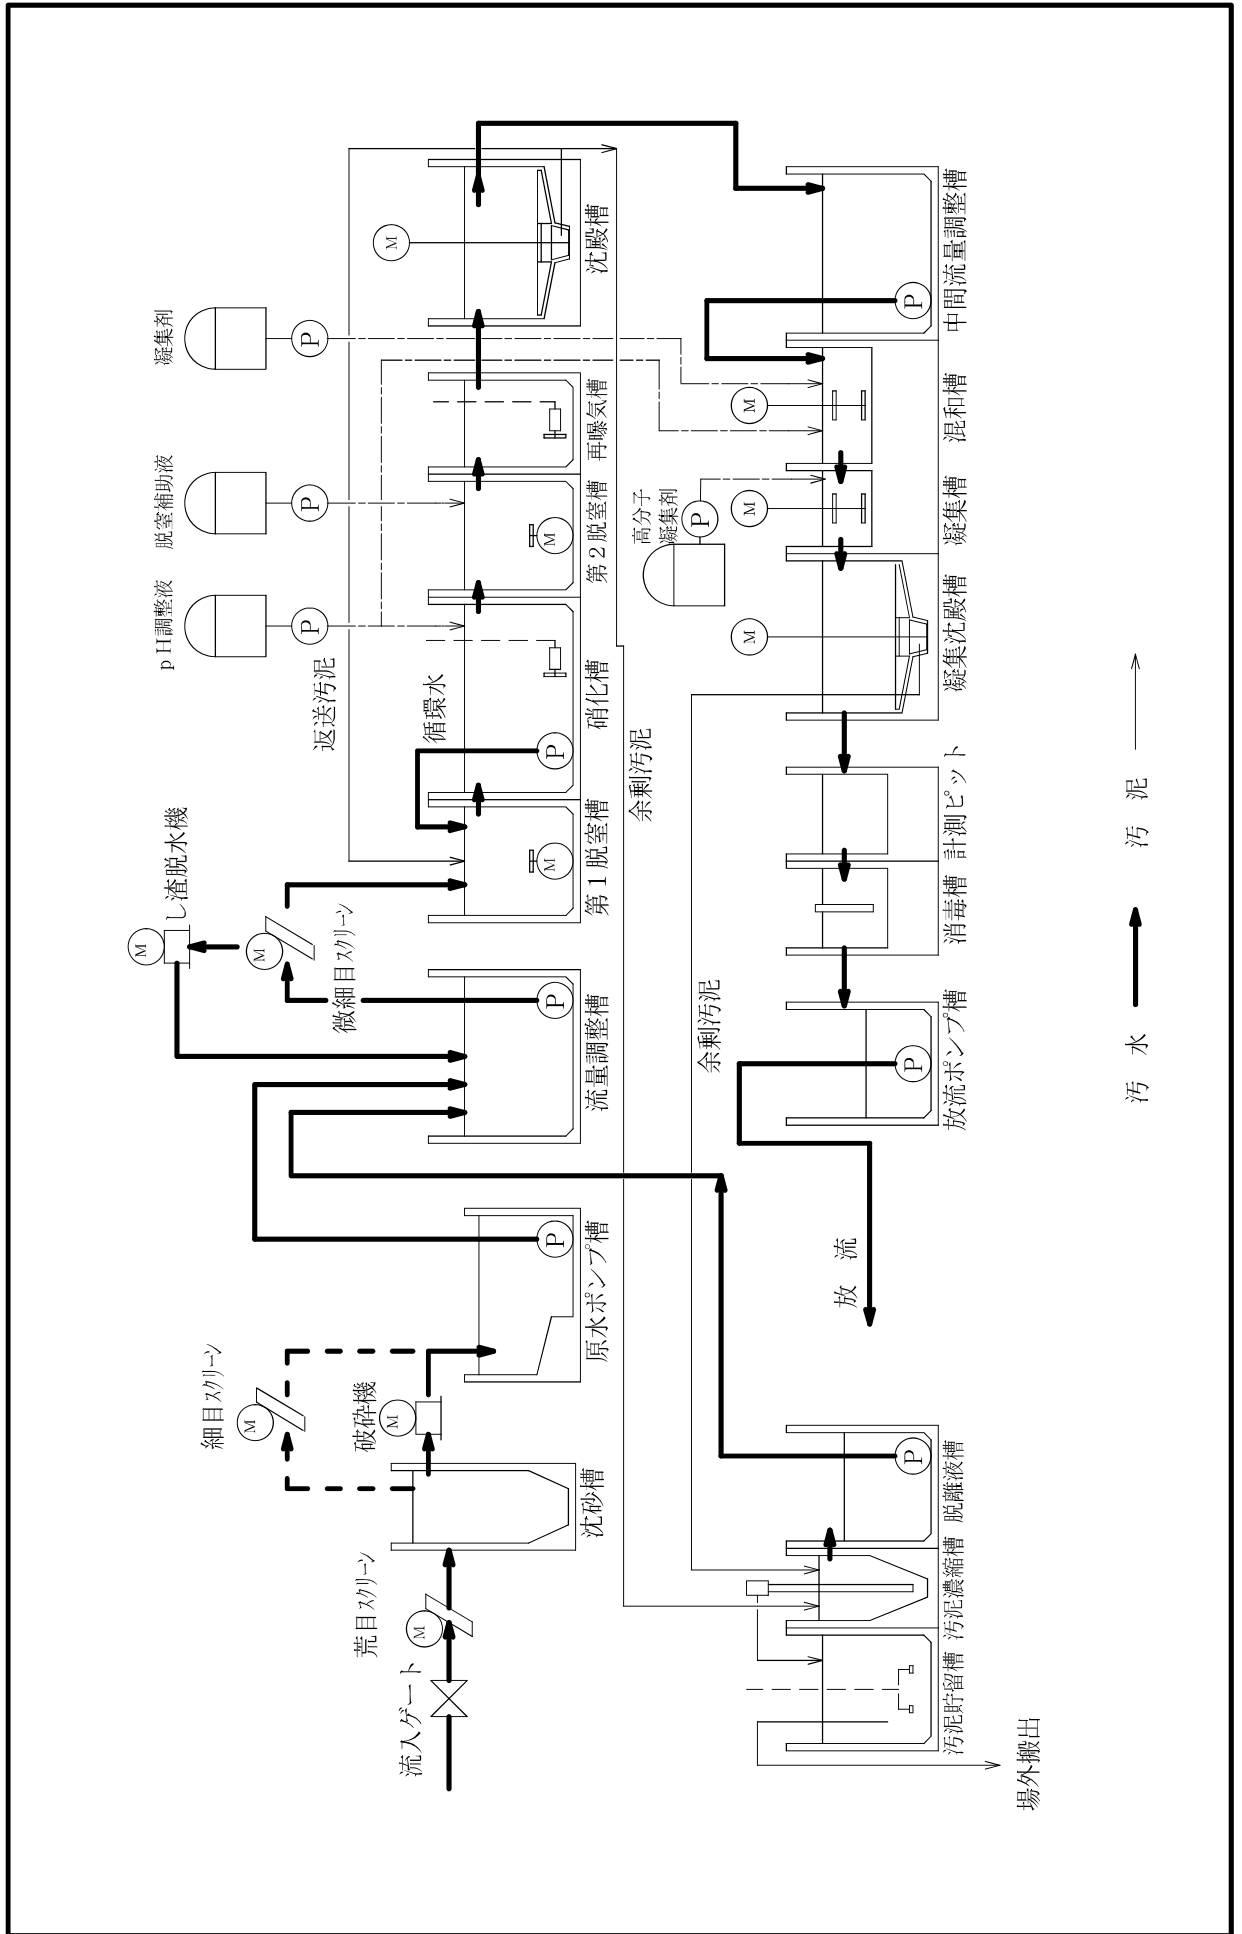 凝集剤
脱窒補助液
pH調整液
M
P
P
P
返送汚泥
循環水
し渣脱水機
M
M
微細目スクリーン
細目スクリーン
M
破砕機
M
荒目スクリーン
M
流入ゲート
沈砂槽
P
原水ポンプ槽
P
流量調整槽
M
第1脱窒槽
P
硝化槽
M
第2脱窒槽
再曝気槽
沈殿槽
余剰汚泥
余剰汚泥
高分子
凝集剤
P
M
M
M
P
汚泥貯留槽
汚泥濃縮槽
P
脱離液槽
P
放流ポンプ槽
消毒槽
計測ピット
凝集沈殿槽
凝集槽
混和槽
中間流量調整槽
放 流
場外搬出
汚 水
汚 泥